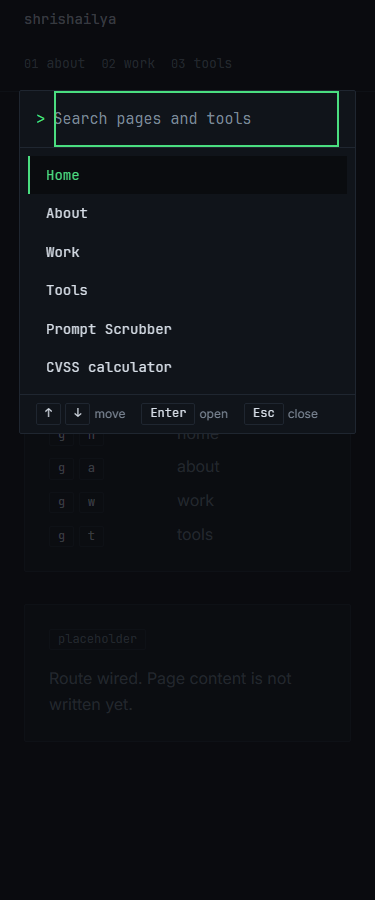 shrishailya
01 about 02 work 03 tools
> Search pages and tools
Home
About
Work
Tools
Prompt Scrubber
CVSS calculator
↑ ↓ move Enter open Esc close
g h home
g a about
g w work
g t tools
placeholder
Route wired. Page content is not
written yet.